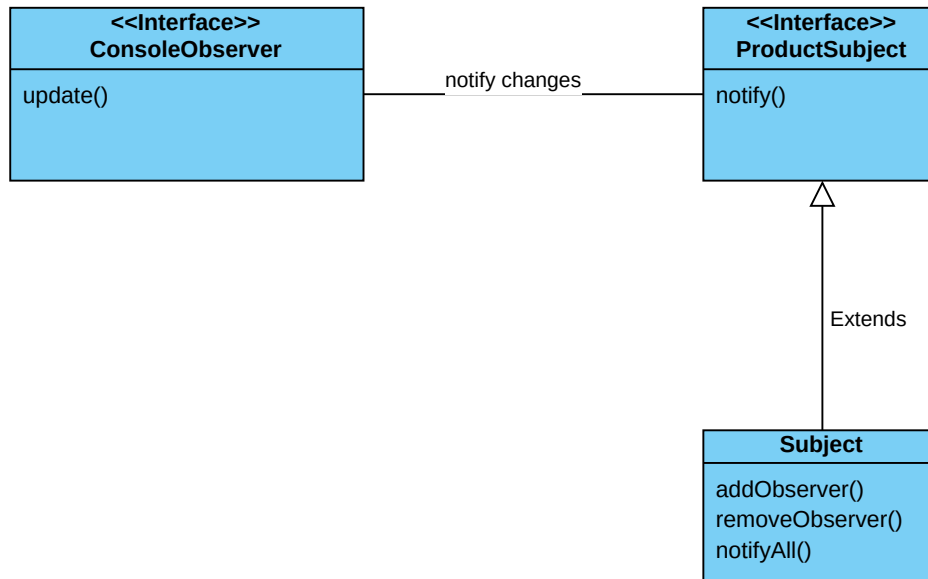 <<Interface>>
ConsoleObserver
update()
notify changes
<<Interface>>
ProductSubject
notify()
Extends
Subject
addObserver()
removeObserver()
notifyAll()